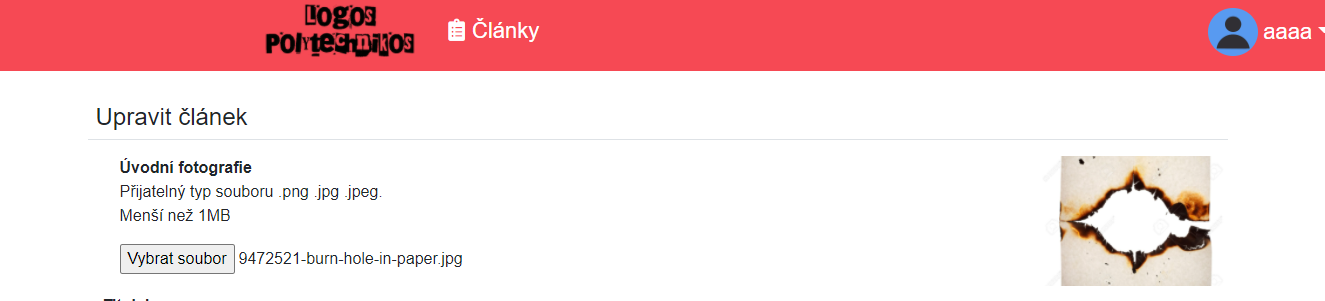 Logos
Polytechnikos
Články
aaaa
Upravit článek
Úvodní fotografie
Přijatelný typ souboru .png .jpg .jpeg.
Menší než 1MB
Vybrat soubor 9472521-burn-hole-in-paper.jpg